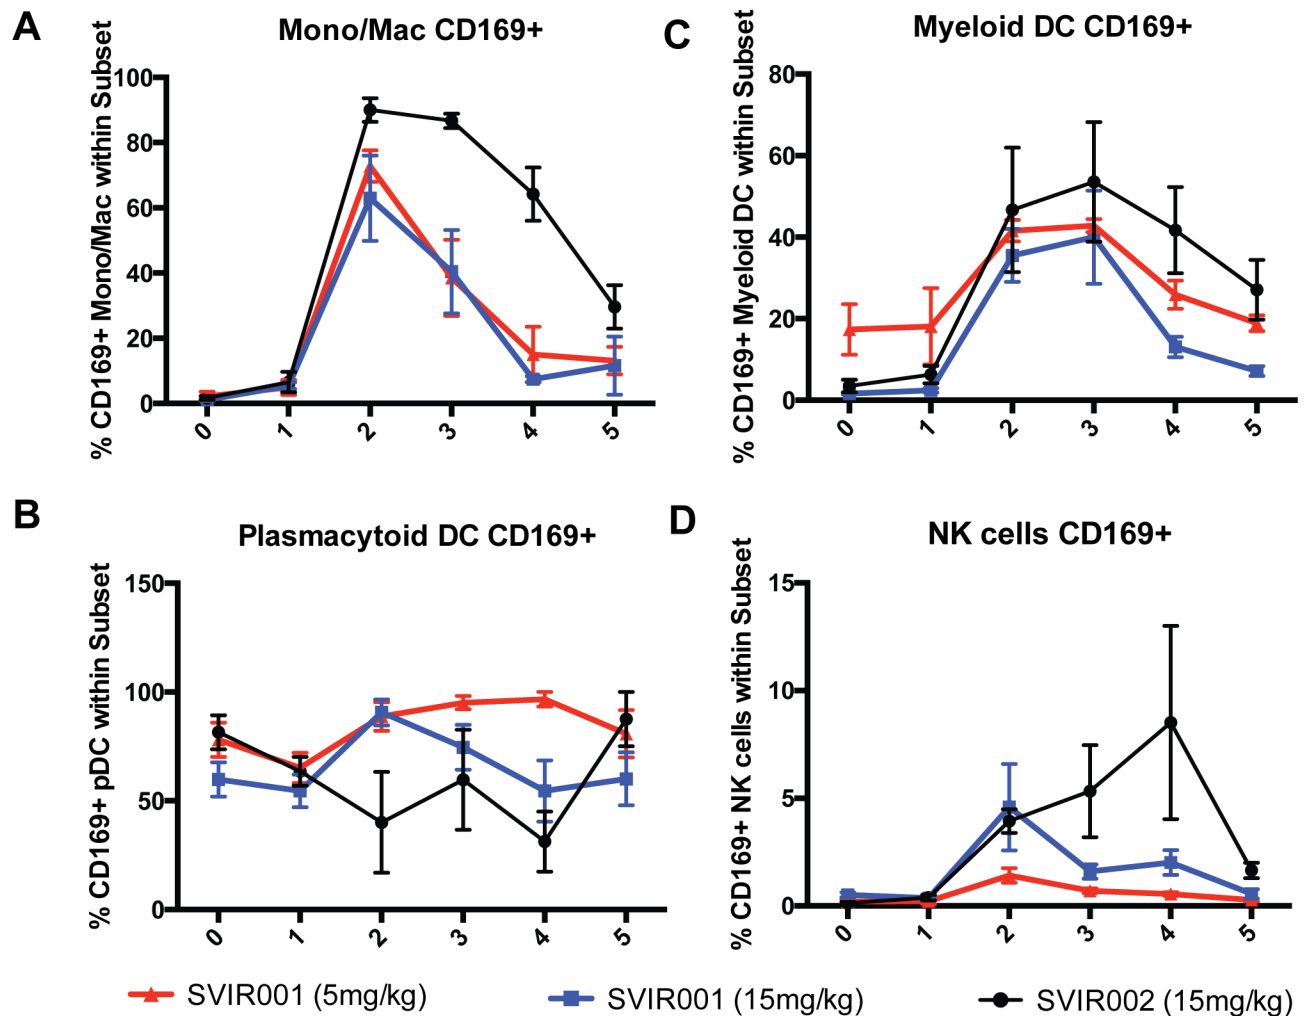 A
Mono/Mac CD169+
% CD169+ Mono/Mac within Subset
100
80
60
40
20
0
0 1 2 3 4 5
C
Myeloid DC CD169+
% CD169+ Myeloid DC within Subset
80
60
40
20
0
0 1 2 3 4 5
B
Plasmacytoid DC CD169+
% CD169+ pDC within Subset
150
100
50
0
0 1 2 3 4 5
D
NK cells CD169+
% CD169+ NK cells within Subset
15
10
5
0
0 1 2 3 4 5
SVIR001 (5mg/kg)
SVIR001 (15mg/kg)
SVIR002 (15mg/kg)